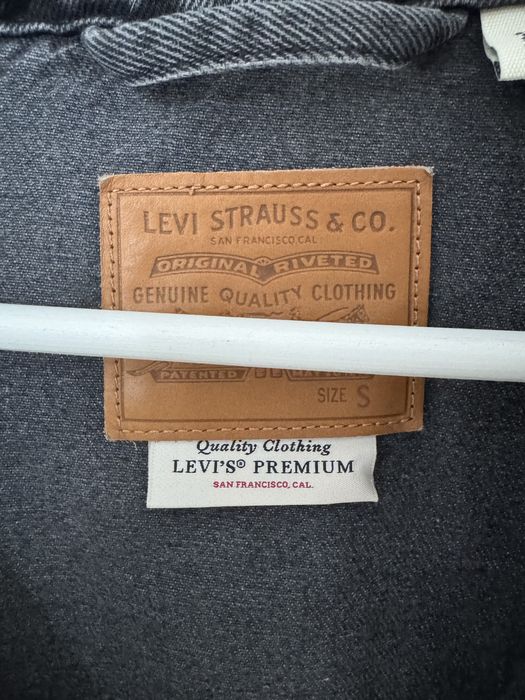 LEVI STRAUSS & CO.
SAN FRANCISCO, CAL.
ORIGINAL RIVETED
GENUINE QUALITY CLOTHING
PATENTED
SIZE S
Quality Clothing
LEVI'S® PREMIUM
SAN FRANCISCO, CAL.